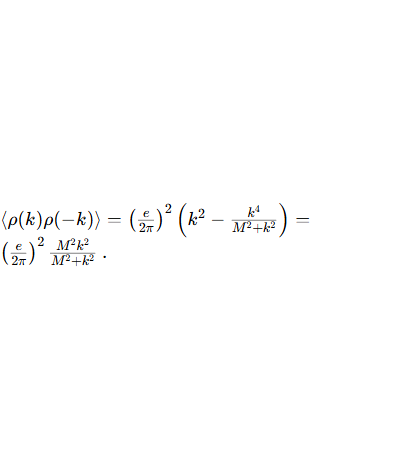 ⟨ρ(k)ρ(−k)⟩ = (e/2π)² (k² − k⁴/(M²+k²)) =
(e/2π)² M²k²/(M²+k²) .